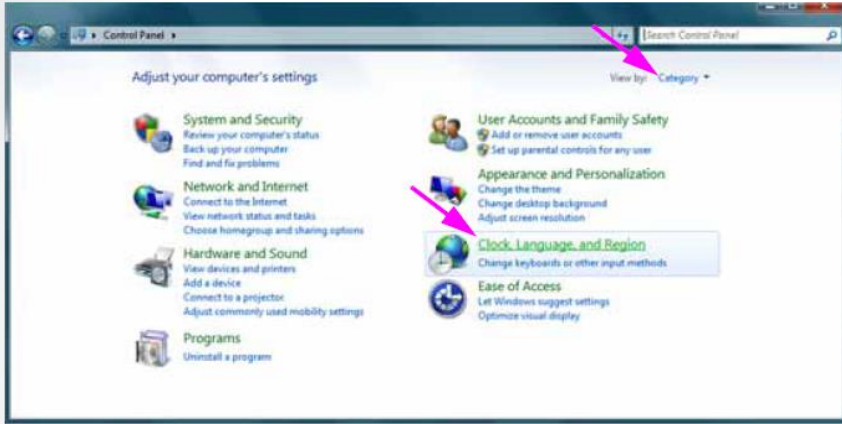 Control Panel
Search Control Panel
Adjust your computer's settings
View by: Category
System and Security
Review your computer's status
Back up your computer
Find and fix problems
Network and Internet
Connect to the Internet
View network status and tasks
Choose homegroup and sharing options
Hardware and Sound
View devices and printers
Add a device
Connect to a projector
Adjust commonly used mobility settings
Programs
Uninstall a program
User Accounts and Family Safety
Add or remove user accounts
Set up parental controls for any user
Appearance and Personalization
Change the theme
Change desktop background
Adjust screen resolution
Clock, Language, and Region
Change keyboards or other input methods
Ease of Access
Let Windows suggest settings
Optimize visual display